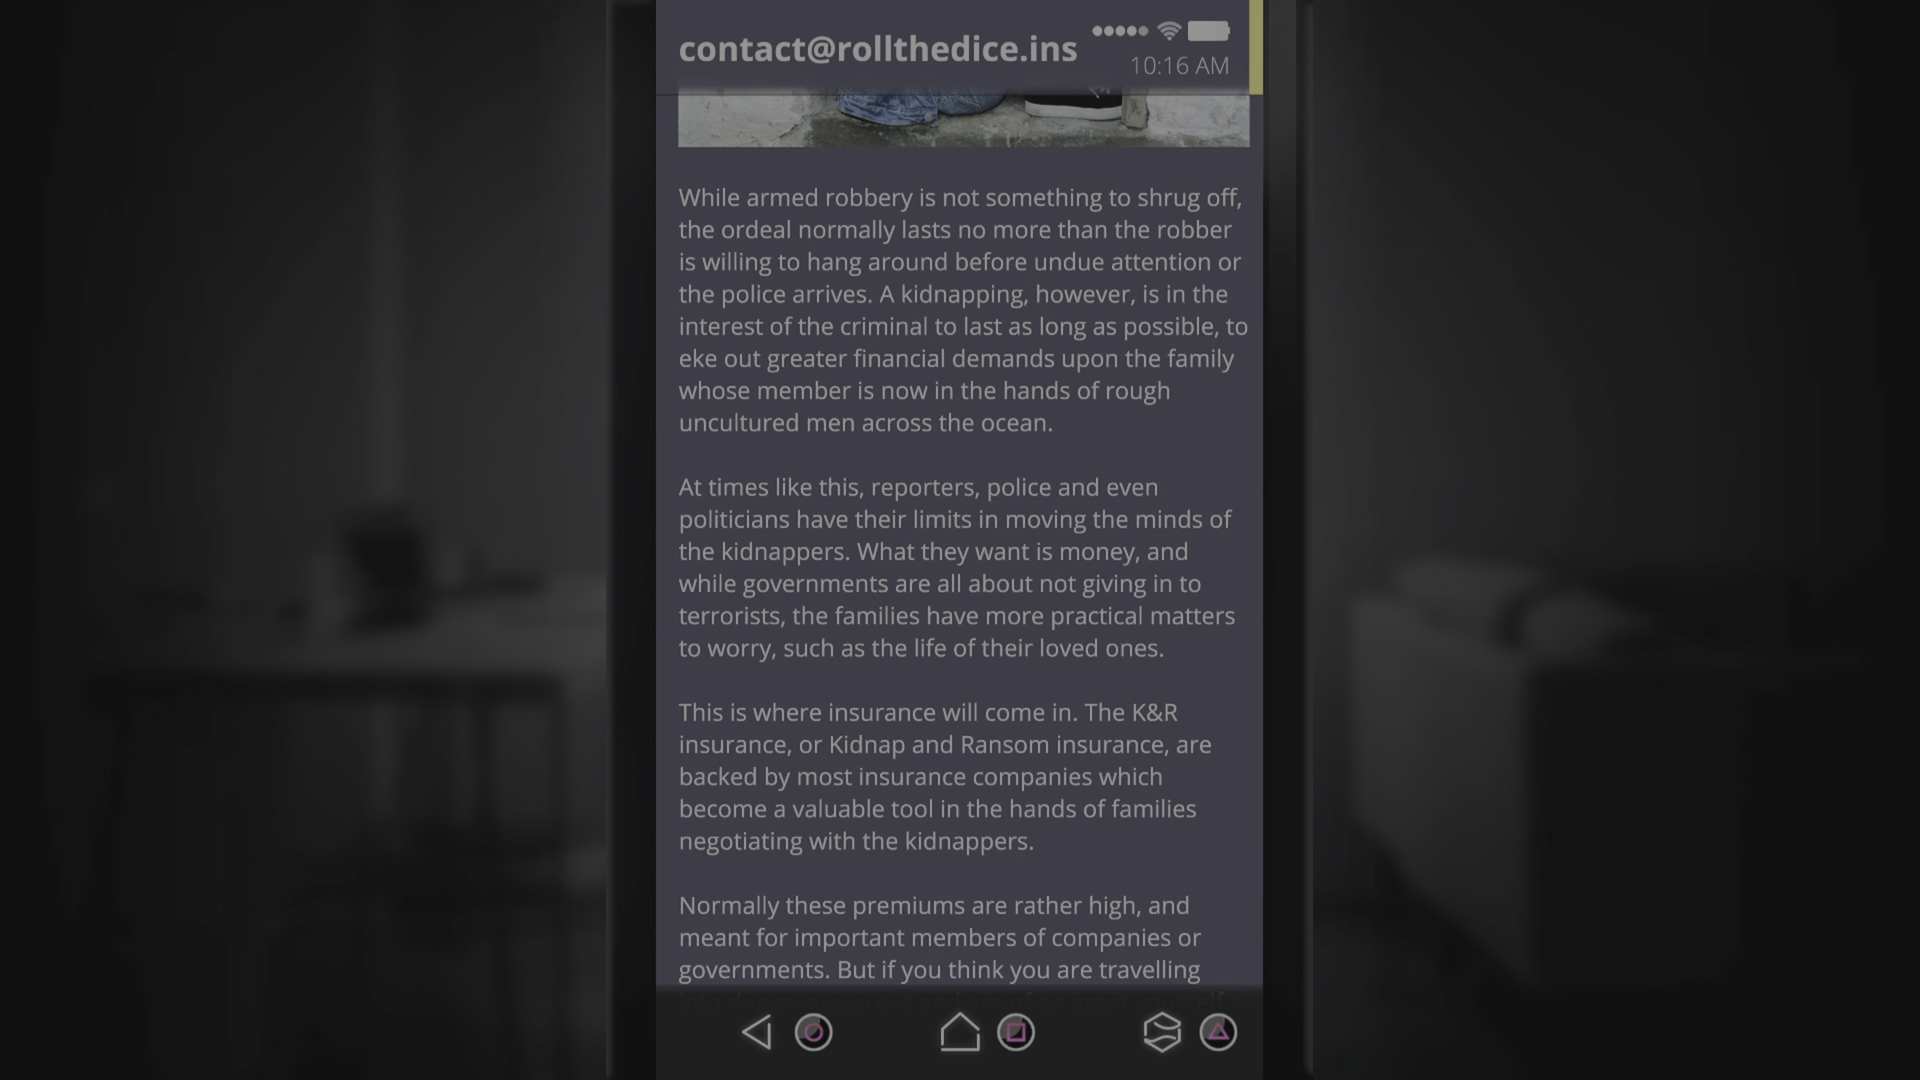 contact@rollthedice.ins
10:16 AM
While armed robbery is not something to shrug off,
the ordeal normally lasts no more than the robber
is willing to hang around before undue attention or
the police arrives. A kidnapping, however, is in the
interest of the criminal to last as long as possible, to
eke out greater financial demands upon the family
whose member is now in the hands of rough
uncultured men across the ocean.
At times like this, reporters, police and even
politicians have their limits in moving the minds of
the kidnappers. What they want is money, and
while governments are all about not giving in to
terrorists, the families have more practical matters
to worry, such as the life of their loved ones.
This is where insurance will come in. The K&R
insurance, or Kidnap and Ransom insurance, are
backed by most insurance companies which
become a valuable tool in the hands of families
negotiating with the kidnappers.
Normally these premiums are rather high, and
meant for important members of companies or
governments. But if you think you are travelling